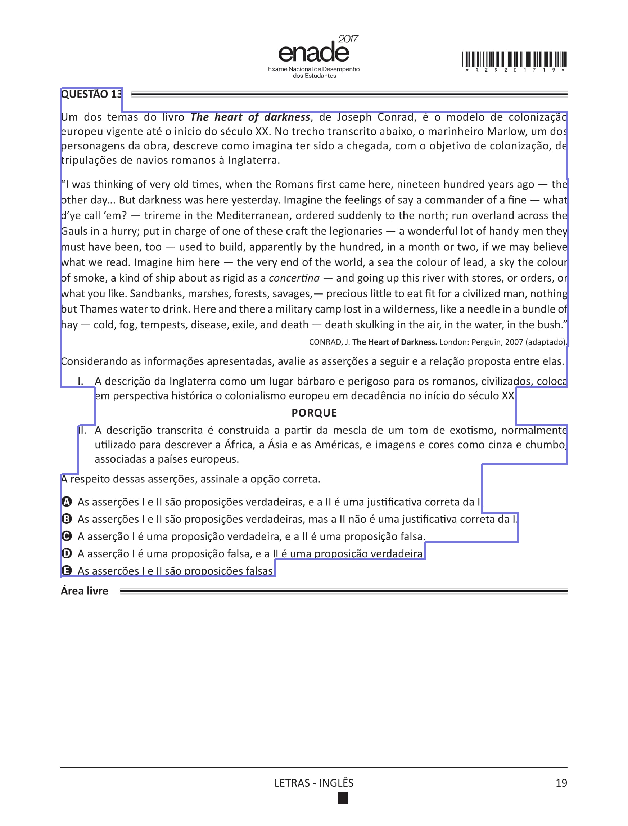 enade 2017
Exame Nacional de Desempenho
dos Estudantes
*R2320171 9*
QUESTÃO 13
Um dos temas do livro The heart of darkness, de Joseph Conrad, é o modelo de colonização
europeu vigente até o início do século XX. No trecho transcrito abaixo, o marinheiro Marlow, um dos
personagens da obra, descreve como imagina ter sido a chegada, com o objetivo de colonização, de
tripulações de navios romanos à Inglaterra.
“I was thinking of very old times, when the Romans first came here, nineteen hundred years ago — the
other day... But darkness was here yesterday. Imagine the feelings of say a commander of a fine — what
d’ye call ‘em? — trireme in the Mediterranean, ordered suddenly to the north; run overland across the
Gauls in a hurry; put in charge of one of these craft the legionaries — a wonderful lot of handy men they
must have been, too — used to build, apparently by the hundred, in a month or two, if we may believe
what we read. Imagine him here — the very end of the world, a sea the colour of lead, a sky the colour
of smoke, a kind of ship about as rigid as a concertina — and going up this river with stores, or orders, or
what you like. Sandbanks, marshes, forests, savages,— precious little to eat fit for a civilized man, nothing
but Thames water to drink. Here and there a military camp lost in a wilderness, like a needle in a bundle of
hay — cold, fog, tempests, disease, exile, and death — death skulking in the air, in the water, in the bush.”
CONRAD, J. The Heart of Darkness. London: Penguin, 2007 (adaptado).
Considerando as informações apresentadas, avalie as asserções a seguir e a relação proposta entre elas.
I. A descrição da Inglaterra como um lugar bárbaro e perigoso para os romanos, civilizados, coloca
em perspectiva histórica o colonialismo europeu em decadência no início do século XX.
PORQUE
II. A descrição transcrita é construída a partir da mescla de um tom de exotismo, normalmente
utilizado para descrever a África, a Ásia e as Américas, e imagens e cores como cinza e chumbo,
associadas a países europeus.
A respeito dessas asserções, assinale a opção correta.
A As asserções I e II são proposições verdadeiras, e a II é uma justificativa correta da I.
B As asserções I e II são proposições verdadeiras, mas a II não é uma justificativa correta da I.
C A asserção I é uma proposição verdadeira, e a II é uma proposição falsa.
D A asserção I é uma proposição falsa, e a II é uma proposição verdadeira.
E As asserções I e II são proposições falsas.
Área livre
LETRAS - INGLÊS 19